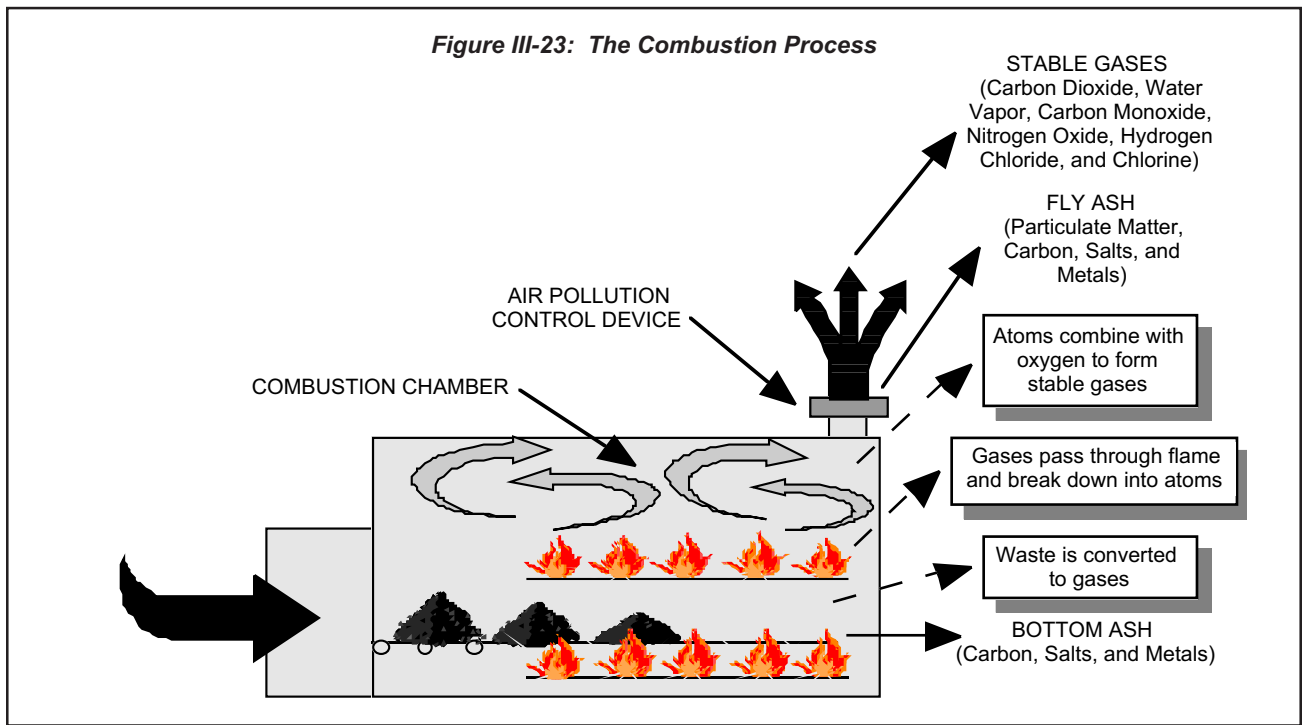 Figure III-23:  The Combustion Process
STABLE GASES
(Carbon Dioxide, Water
Vapor, Carbon Monoxide,
Nitrogen Oxide, Hydrogen
Chloride, and Chlorine)
FLY ASH
(Particulate Matter,
Carbon, Salts, and
Metals)
AIR POLLUTION
CONTROL DEVICE
COMBUSTION CHAMBER
Atoms combine with
oxygen to form
stable gases
Gases pass through flame
and break down into atoms
Waste is converted
to gases
BOTTOM ASH
(Carbon, Salts, and Metals)